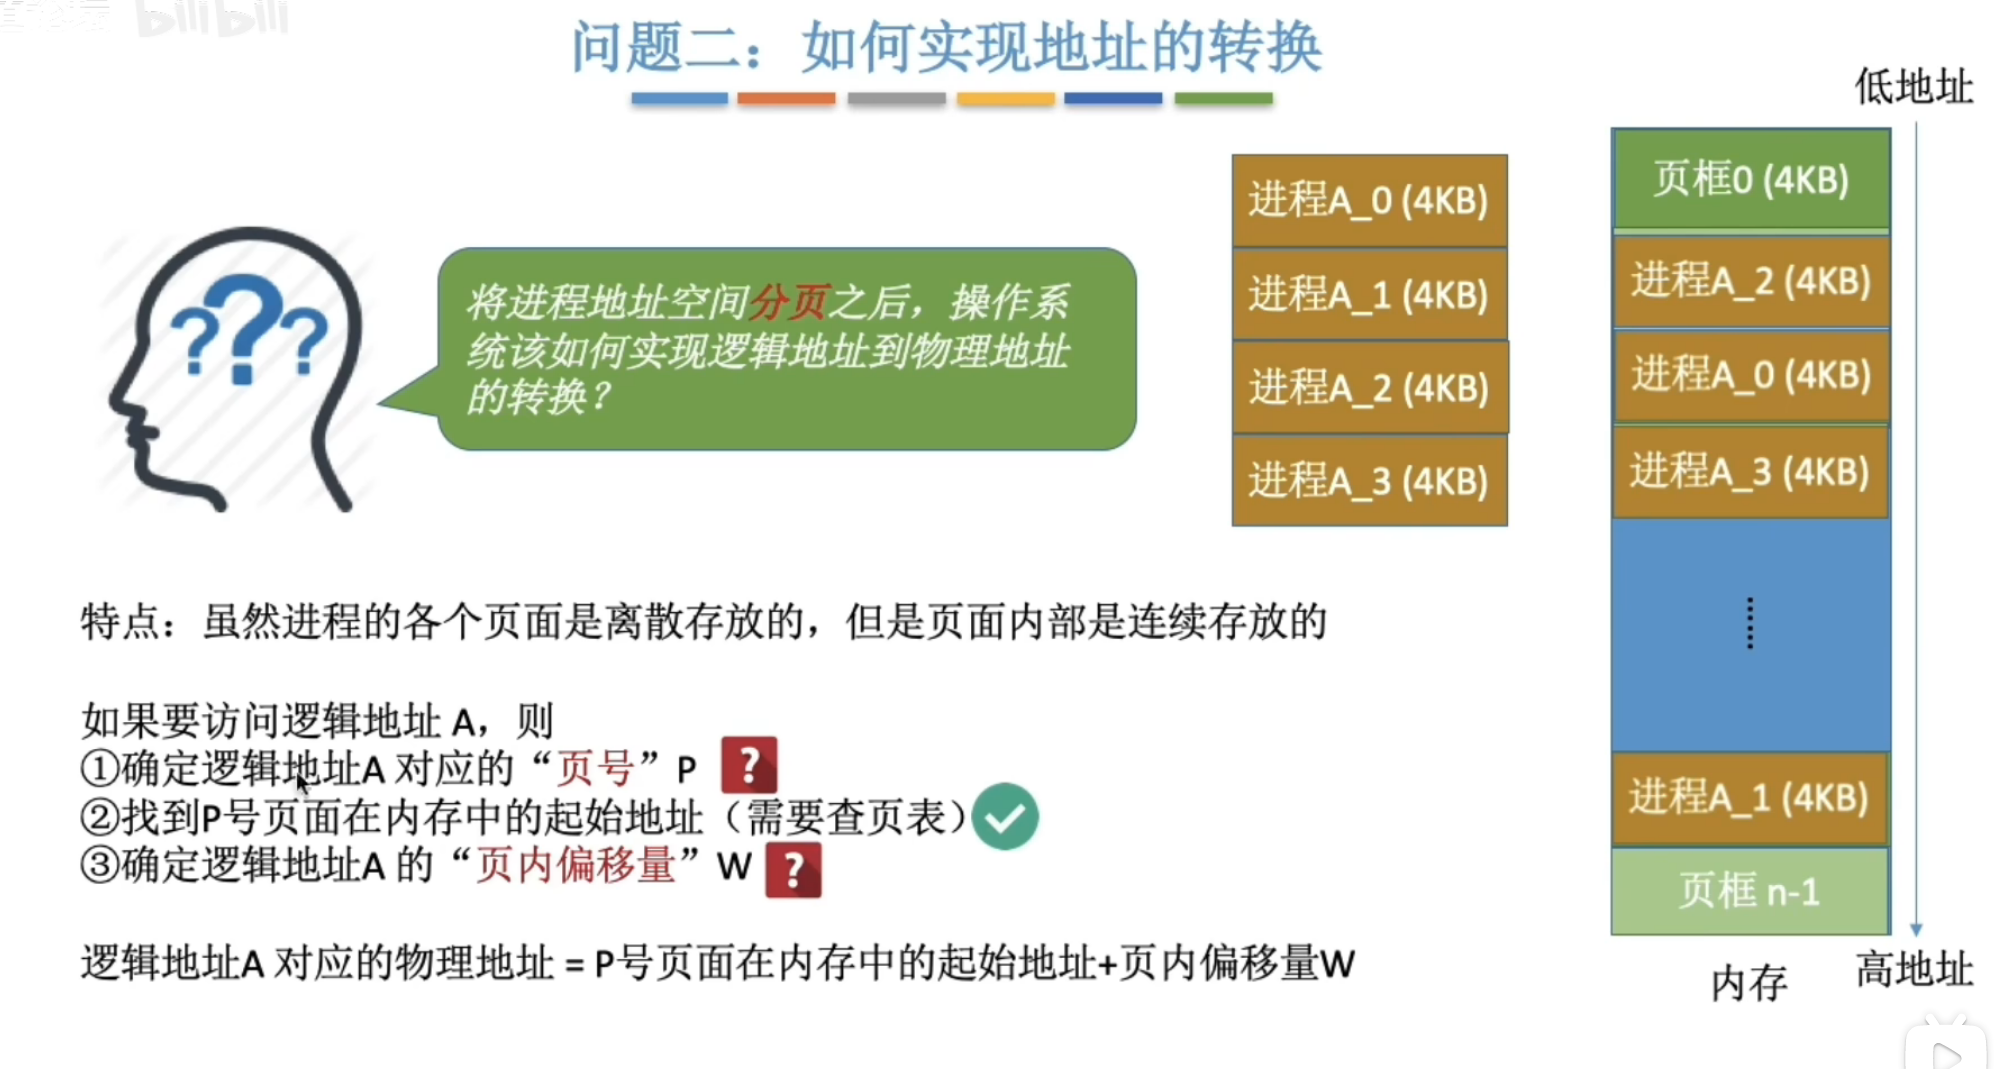 bilibili
问题二：如何实现地址的转换
低地址
将进程地址空间分页之后，操作系
统该如何实现逻辑地址到物理地址
的转换？
???
进程A_0 (4KB)
进程A_1 (4KB)
进程A_2 (4KB)
进程A_3 (4KB)
页框0 (4KB)
进程A_2 (4KB)
进程A_0 (4KB)
进程A_3 (4KB)
......
进程A_1 (4KB)
页框 n-1
内存
高地址
特点：虽然进程的各个页面是离散存放的，但是页面内部是连续存放的
如果要访问逻辑地址 A，则
①确定逻辑地址A 对应的“页号”P ?
②找到P号页面在内存中的起始地址（需要查页表）
③确定逻辑地址A 的“页内偏移量”W ?
逻辑地址A 对应的物理地址 = P号页面在内存中的起始地址+页内偏移量W